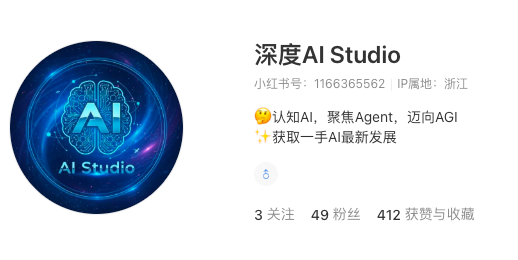 AI
AI Studio
深度AI Studio
小红书号：1166365562 IP属地：浙江
🤔认知AI，聚焦Agent，迈向AGI
✨获取一手AI最新发展
3 关注 49 粉丝 412 获赞与收藏